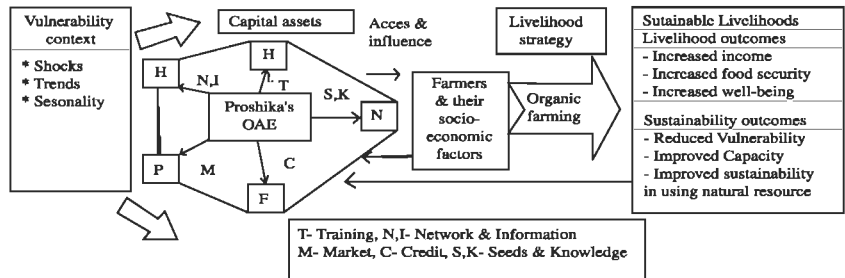 Vulnerability
context
* Shocks
* Trends
* Sesonality
Capital assets
H
H
N,I
T
Proshika's
OAE
S,K
N
P
M
C
F
Acces &
influence
Livelihood
strategy
Farmers
& their
socio-
economic
factors
Organic
farming
Sutainable Livelihoods
Livelihood outcomes
- Increased income
- Increased food security
- Increased well-being
Sustainability outcomes
- Reduced Vulnerability
- Improved Capacity
- Improved sustainability
in using natural resource
T- Training, N,I- Network & Information
M- Market, C- Credit, S,K- Seeds & Knowledge